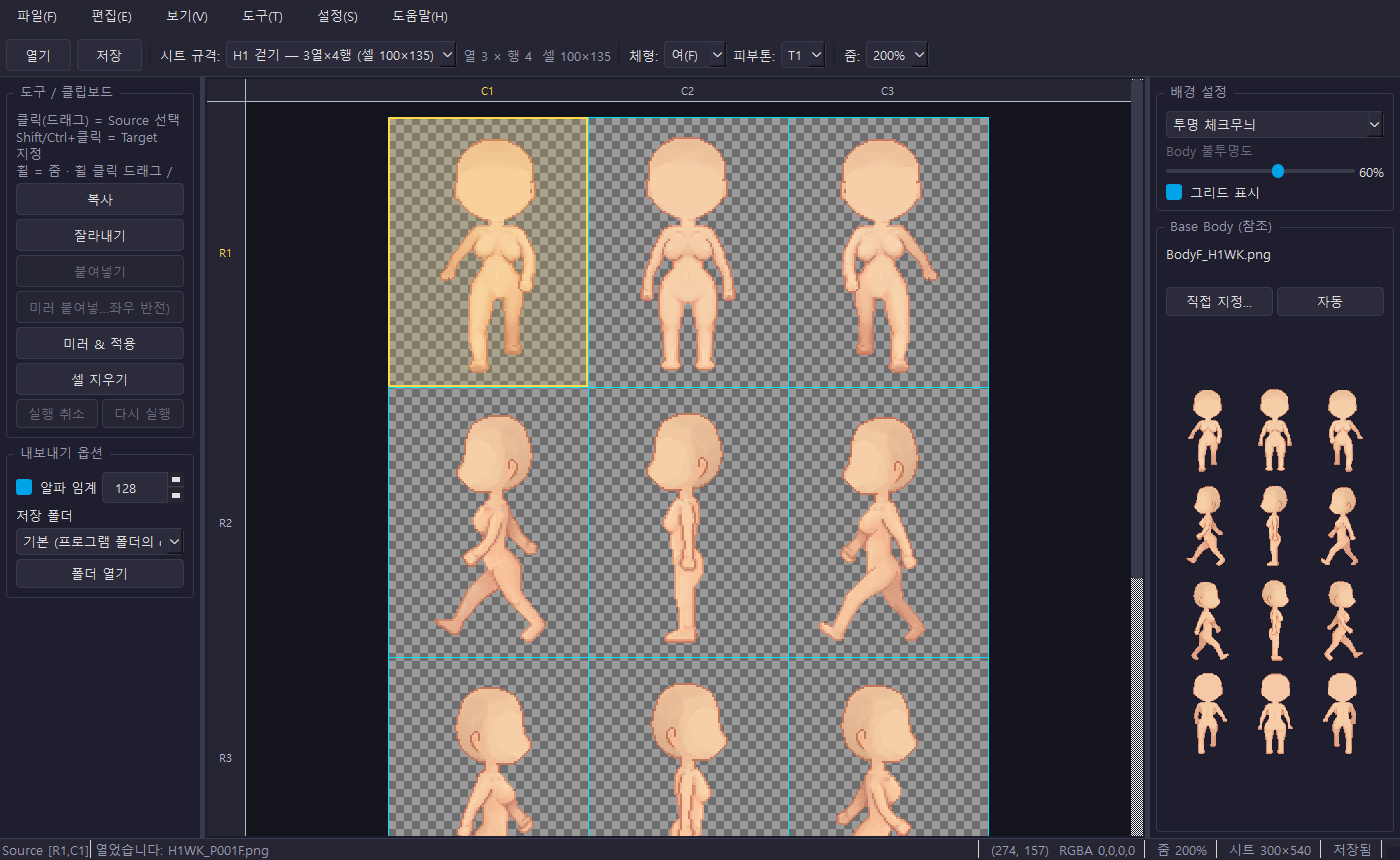 파일(F) 편집(E) 보기(V) 도구(T) 설정(S) 도움말(H)
열기 저장 시트 규격: H1 걷기 — 3열×4행 (셀 100×135) 열 3 × 행 4 셀 100×135 체형: 여(F) 피부톤: T1 줌: 200%
도구 / 클립보드
클릭(드래그) = Source 선택
Shift/Ctrl+클릭 = Target
지정
휠 = 줌 · 휠 클릭 드래그 /
복사
잘라내기
붙여넣기
미러 붙여넣...좌우 반전)
미러 & 적용
셀 지우기
실행 취소 다시 실행
내보내기 옵션
알파 임계 128
저장 폴더
기본 (프로그램 폴더의
폴더 열기
C1 C2 C3
R1
R2
R3
배경 설정
투명 체크무늬
Body 불투명도
60%
그리드 표시
Base Body (참조)
BodyF_H1WK.png
직접 지정... 자동
Source [R1,C1] 열었습니다: H1WK_P001F.png (274, 157) RGBA 0,0,0,0 줌 200% 시트 300×540 저장됨